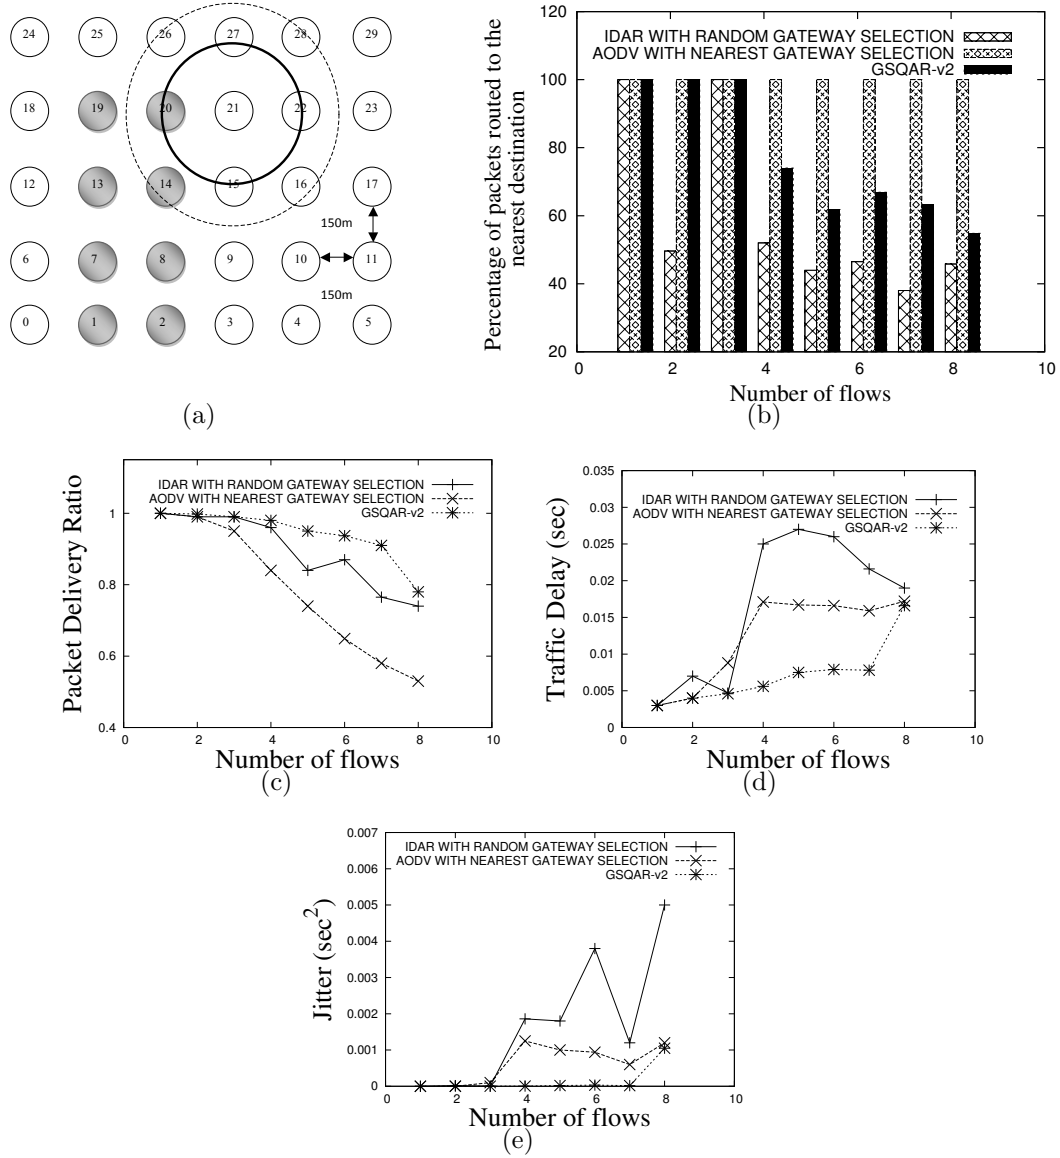 24 25 26 27 28 29
18 19 20 21 22 23
12 13 14 15 16 17
150m
6 7 8 9 10 11
150m
0 1 2 3 4 5
(a)
120
100
80
60
40
20
Percentage of packets routed to the
nearest destination
IDAR WITH RANDOM GATEWAY SELECTION
AODV WITH NEAREST GATEWAY SELECTION
GSQAR-v2
0 2 4 6 8 10
Number of flows
(b)
Packet Delivery Ratio
1
0.8
0.6
0.4
IDAR WITH RANDOM GATEWAY SELECTION
AODV WITH NEAREST GATEWAY SELECTION
GSQAR-v2
0 2 4 6 8 10
Number of flows
(c)
Traffic Delay (sec)
0.035
0.03
0.025
0.02
0.015
0.01
0.005
0
IDAR WITH RANDOM GATEWAY SELECTION
AODV WITH NEAREST GATEWAY SELECTION
GSQAR-v2
0 2 4 6 8 10
Number of flows
(d)
Jitter (sec²)
0.007
0.006
0.005
0.004
0.003
0.002
0.001
0
IDAR WITH RANDOM GATEWAY SELECTION
AODV WITH NEAREST GATEWAY SELECTION
GSQAR-v2
0 2 4 6 8 10
Number of flows
(e)